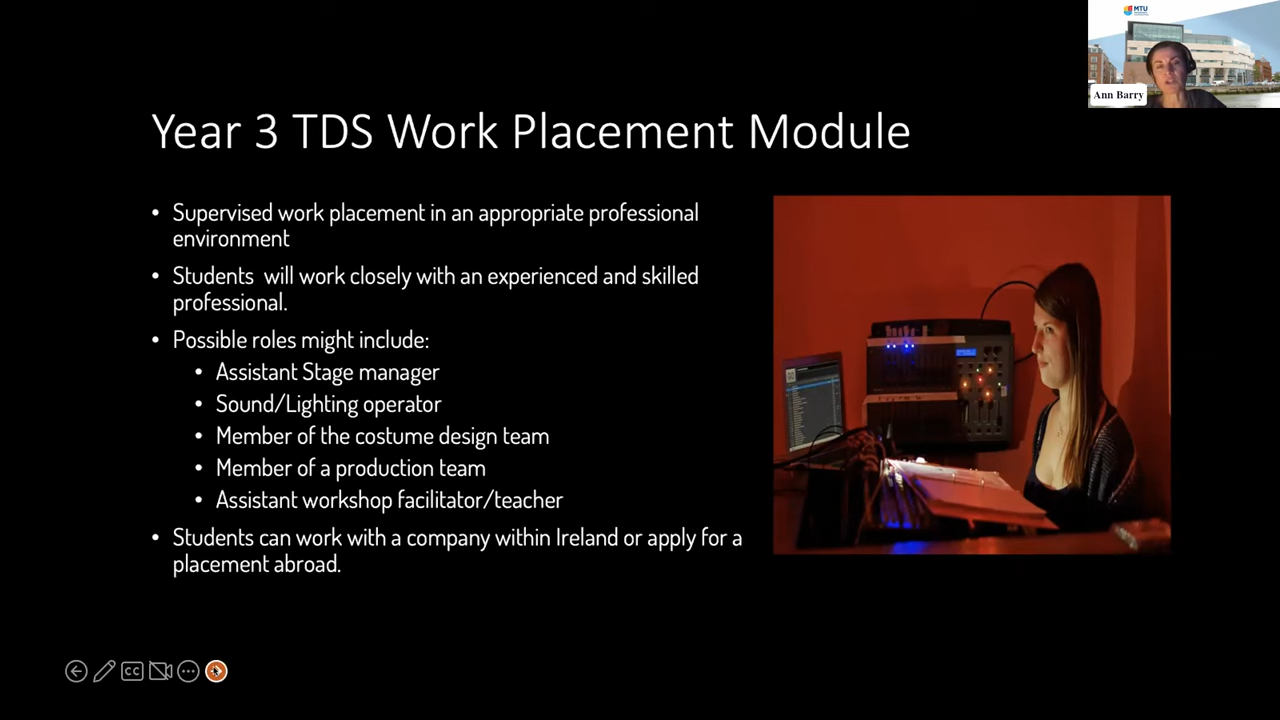 MTU
Ann Barry
Year 3 TDS Work Placement Module
• Supervised work placement in an appropriate professional
environment
• Students will work closely with an experienced and skilled
professional.
• Possible roles might include:
• Assistant Stage manager
• Sound/Lighting operator
• Member of the costume design team
• Member of a production team
• Assistant workshop facilitator/teacher
• Students can work with a company within Ireland or apply for a
placement abroad.
CC